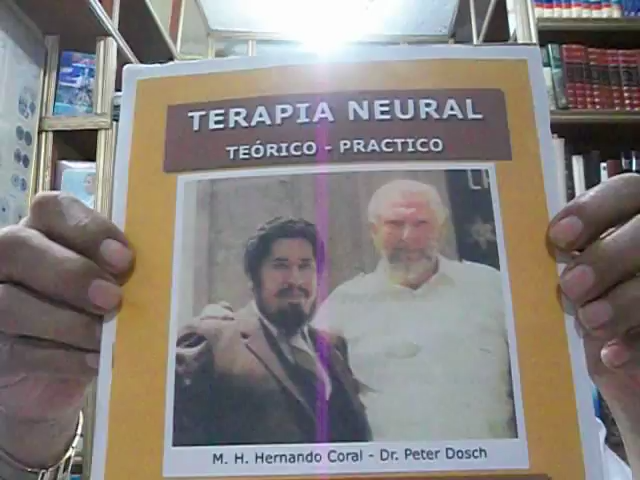 TERAPIA NEURAL
TEÓRICO - PRACTICO
M. H. Hernando Coral - Dr. Peter Dosch